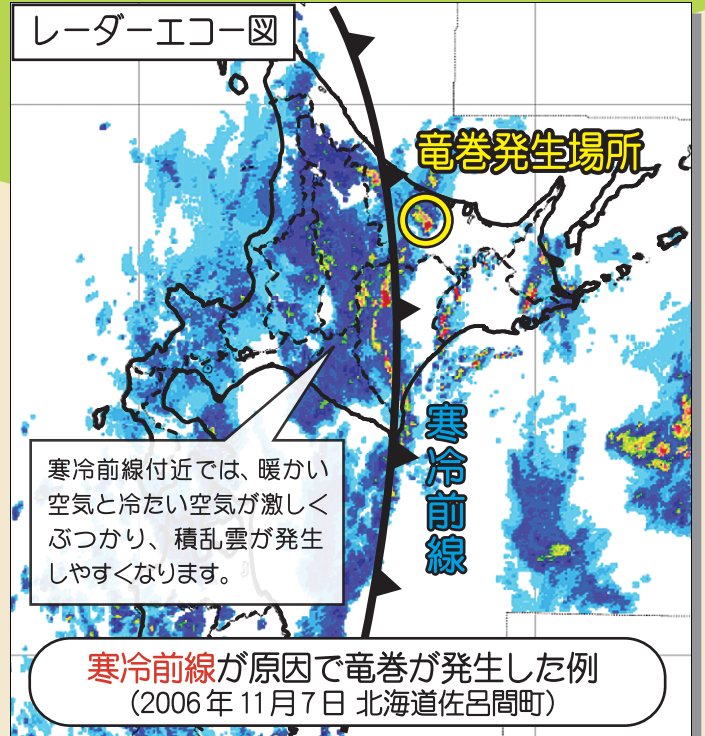 レーダーエコー図
竜巻発生場所
寒冷前線
寒冷前線付近では、暖かい
空気と冷たい空気が激しく
ぶつかり、積乱雲が発生
しやすくなります。
寒冷前線が原因で竜巻が発生した例
(2006年11月7日 北海道佐呂間町)